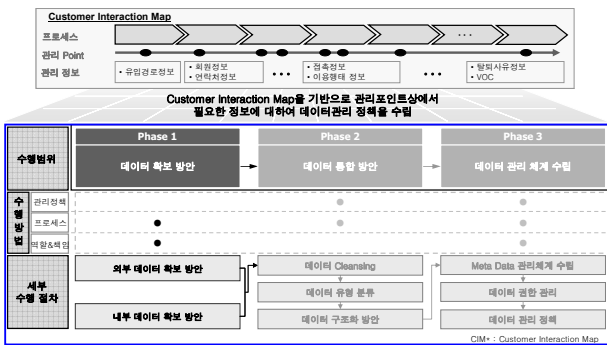 Customer Interaction Map
프로세스
...
관리 Point
관리 정보
• 유입경로정보
• 회원정보
• 연락처정보
...
• 접촉정보
• 이용행태 정보
...
• 탈퇴사유정보
• VOC
Customer Interaction Map을 기반으로 관리포인트상에서
필요한 정보에 대하여 데이터관리 정책을 수립
수행범위
Phase 1
데이터 확보 방안
Phase 2
데이터 통합 방안
Phase 3
데이터 관리 체계 수립
수행방법
관리정책
프로세스
역할&책임
세부
수행 절차
외부 데이터 확보 방안
내부 데이터 확보 방안
데이터 Cleansing
데이터 유형 분류
데이터 구조화 방안
Meta Data 관리체계 수립
데이터 권한 관리
데이터 관리 정책
CIM* : Customer Interaction Map